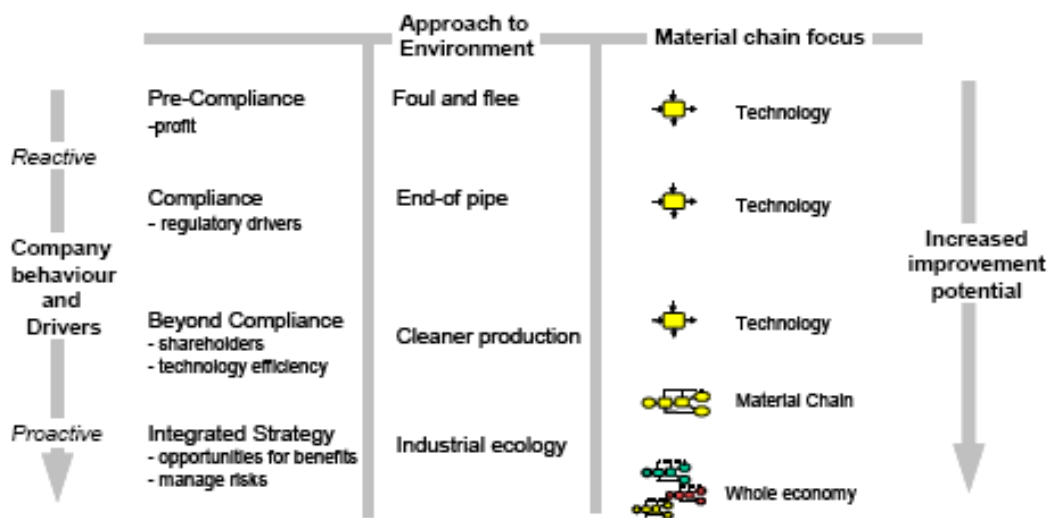 Approach to
Environment
Material chain focus
Pre-Compliance
-profit
Foul and flee
Technology
Reactive
Compliance
- regulatory drivers
End-of pipe
Technology
Company
behaviour
and
Drivers
Increased
improvement
potential
Beyond Compliance
- shareholders
- technology efficiency
Cleaner production
Technology
Material Chain
Proactive
Integrated Strategy
- opportunities for benefits
- manage risks
Industrial ecology
Whole economy